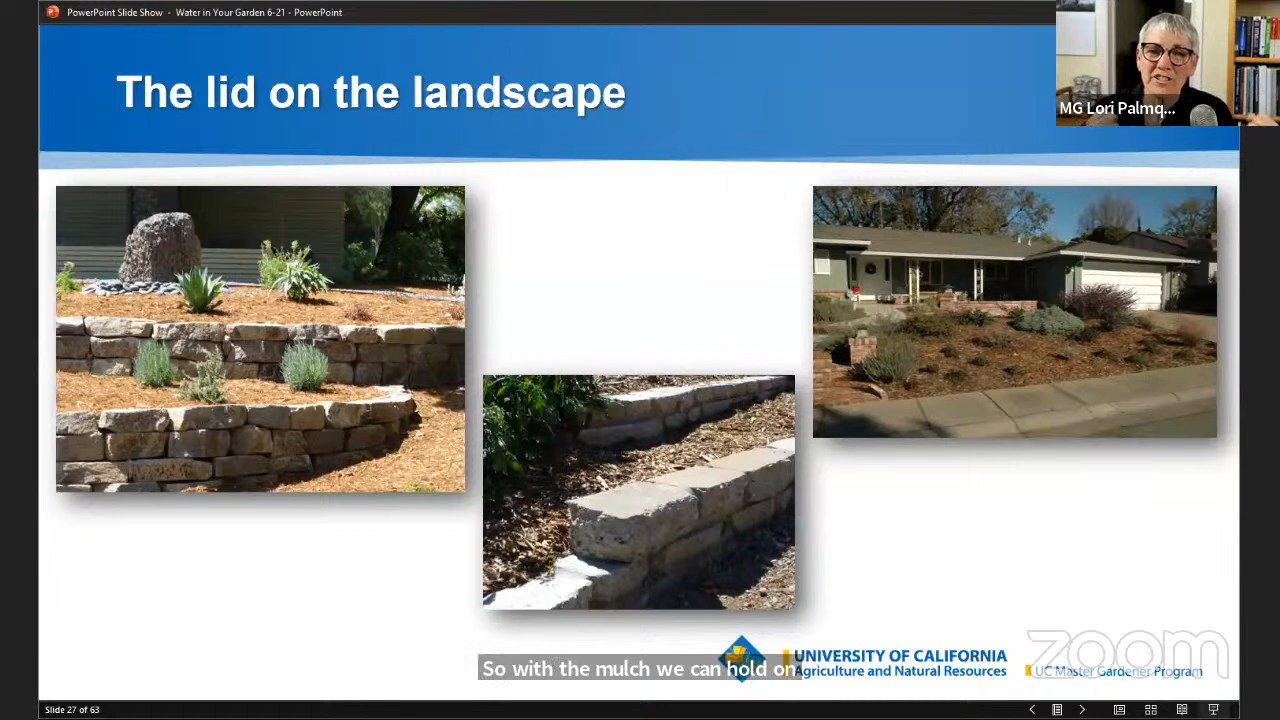 PowerPoint Slide Show - Water in Your Garden 6-21 - PowerPoint
The lid on the landscape
MG Lori Palmq...
So with the mulch we can hold on
UNIVERSITY OF CALIFORNIA
Agriculture and Natural Resources
UC Master Gardener Program
zoom
Slide 27 of 63